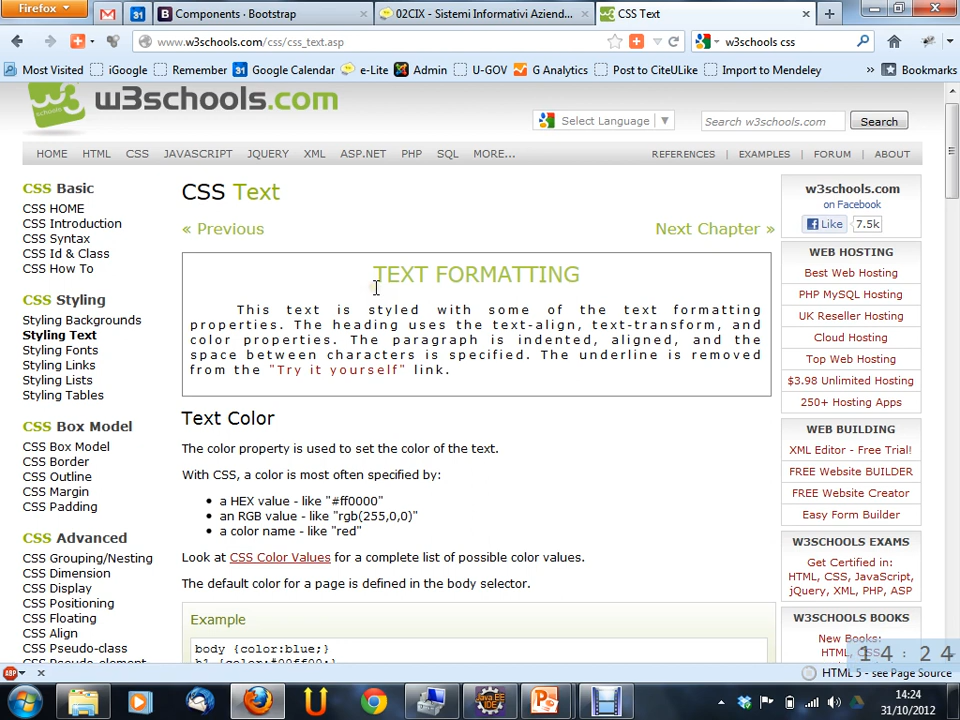 Firefox
Components · Bootstrap
02CIX - Sistemi Informativi Aziend...
CSS Text
www.w3schools.com/css/css_text.asp
w3schools css
Most Visited
iGoogle
Remember
31 Google Calendar
e-Lite
Admin
U-GOV
G Analytics
Post to CiteULike
Import to Mendeley
»
Bookmarks
w3schools.com
Select Language
Search w3schools.com
Search
HOME HTML CSS JAVASCRIPT JQUERY XML ASP.NET PHP SQL MORE...
REFERENCES | EXAMPLES | FORUM | ABOUT
CSS Basic
CSS HOME
CSS Introduction
CSS Syntax
CSS Id & Class
CSS How To
CSS Styling
Styling Backgrounds
Styling Text
Styling Fonts
Styling Links
Styling Lists
Styling Tables
CSS Box Model
CSS Box Model
CSS Border
CSS Outline
CSS Margin
CSS Padding
CSS Advanced
CSS Grouping/Nesting
CSS Dimension
CSS Display
CSS Positioning
CSS Floating
CSS Align
CSS Pseudo-class
CSS Pseudo-element
CSS Text
« Previous
Next Chapter »
TEXT FORMATTING
This text is styled with some of the text formatting
properties. The heading uses the text-align, text-transform, and
color properties. The paragraph is indented, aligned, and the
space between characters is specified. The underline is removed
from the "Try it yourself" link.
Text Color
The color property is used to set the color of the text.
With CSS, a color is most often specified by:
• a HEX value - like "#ff0000"
• an RGB value - like "rgb(255,0,0)"
• a color name - like "red"
Look at CSS Color Values for a complete list of possible color values.
The default color for a page is defined in the body selector.
Example
body {color:blue;}
h1 {color:#00ff00;}
w3schools.com
on Facebook
Like 7.5k
WEB HOSTING
Best Web Hosting
PHP MySQL Hosting
UK Reseller Hosting
Cloud Hosting
Top Web Hosting
$3.98 Unlimited Hosting
250+ Hosting Apps
WEB BUILDING
XML Editor - Free Trial!
FREE Website BUILDER
FREE Website Creator
Easy Form Builder
W3SCHOOLS EXAMS
Get Certified in:
HTML, CSS, JavaScript,
jQuery, XML, PHP, ASP
W3SCHOOLS BOOKS
New Books:
HTML, CSS
14:24
ABP
HTML 5 - see Page Source
Java EE
IDE
14:24
31/10/2012